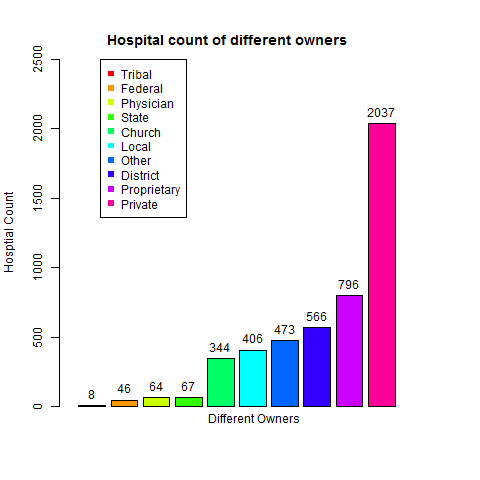 Hospital count of different owners
Hosptial Count
2500
2000
1500
1000
500
0
Tribal
Federal
Physician
State
Church
Local
Other
District
Proprietary
Private
8
46
64
67
344
406
473
566
796
2037
Different Owners